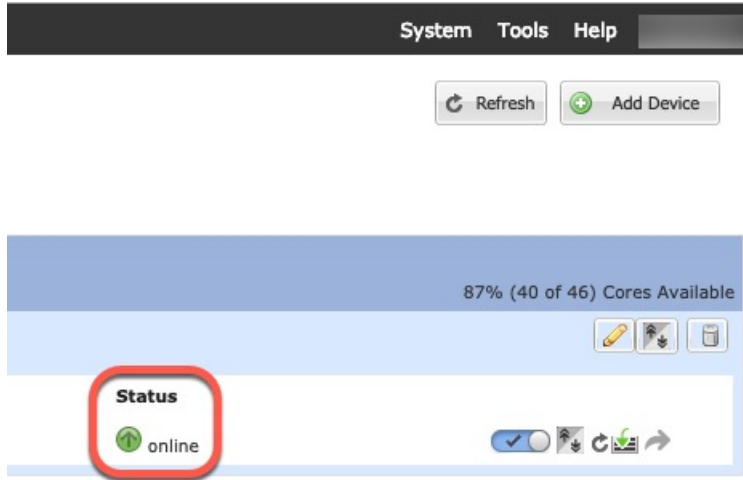 System Tools Help
Refresh Add Device
87% (40 of 46) Cores Available
Status
online